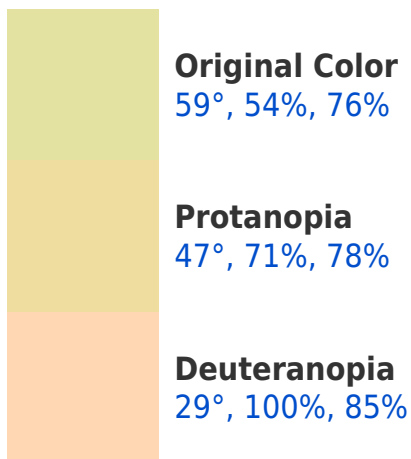 Original Color
59°, 54%, 76%
Protanopia
47°, 71%, 78%
Deuteranopia
29°, 100%, 85%